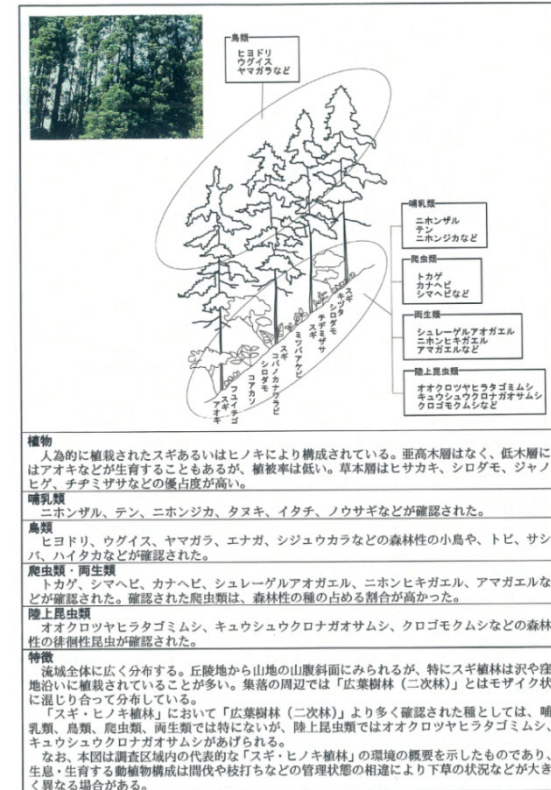 鳥類
ヒヨドリ
ウグイス
ヤマガラなど
哺乳類
ニホンザル
テン
ニホンジカなど
爬虫類
トカゲ
カナヘビ
シマヘビなど
両生類
シュレーゲルアオガエル
ニホンヒキガエル
アマガエルなど
陸上昆虫類
オオクロツヤヒラタゴミムシ
キュウシュウクロナガオサムシ
クロゴモクムシなど
アオキ
スギ
フユイチゴ
コアカソ
シロダモ
コバノカナワラビ
スギ
ミツバアケビ
スギ
チヂミザサ
シロダモ
キヅタ
スギ
植物
人為的に植栽されたスギあるいはヒノキにより構成されている。亜高木層はなく、低木層に
はアオキなどが生育することもあるが、植被率は低い。草本層はヒサカキ、シロダモ、ジャノ
ヒゲ、チヂミザサなどの優占度が高い。
哺乳類
ニホンザル、テン、ニホンジカ、タヌキ、イタチ、ノウサギなどが確認された。
鳥類
ヒヨドリ、ウグイス、ヤマガラ、エナガ、シジュウカラなどの森林性の小鳥や、トビ、サシ
バ、ハイタカなどが確認された。
爬虫類・両生類
トカゲ、シマヘビ、カナヘビ、シュレーゲルアオガエル、ニホンヒキガエル、アマガエルな
どが確認された。確認された爬虫類は、森林性の種の占める割合が高かった。
陸上昆虫類
オオクロツヤヒラタゴミムシ、キュウシュウクロナガオサムシ、クロゴモクムシなどの森林
性の徘徊性昆虫が確認された。
特徴
流域全体に広く分布する。丘陵地から山地の山腹斜面にみられるが、特にスギ植林は沢や窪
地沿いに植栽されていることが多い。集落の周辺では「広葉樹林（二次林）」とはモザイク状
に混じり合って分布している。
「スギ・ヒノキ植林」において「広葉樹林（二次林）」より多く確認された種としては、哺
乳類、鳥類、爬虫類、両生類では特にないが、陸上昆虫類ではオオクロツヤヒラタゴミムシ、
キュウシュウクロナガオサムシがあげられる。
なお、本図は調査区域内の代表的な「スギ・ヒノキ植林」の環境の概要を示したものであり、
生息・生育する動植物構成は間伐や枝打ちなどの管理状態の相違により下草の状況などが大き
く異なる場合がある。